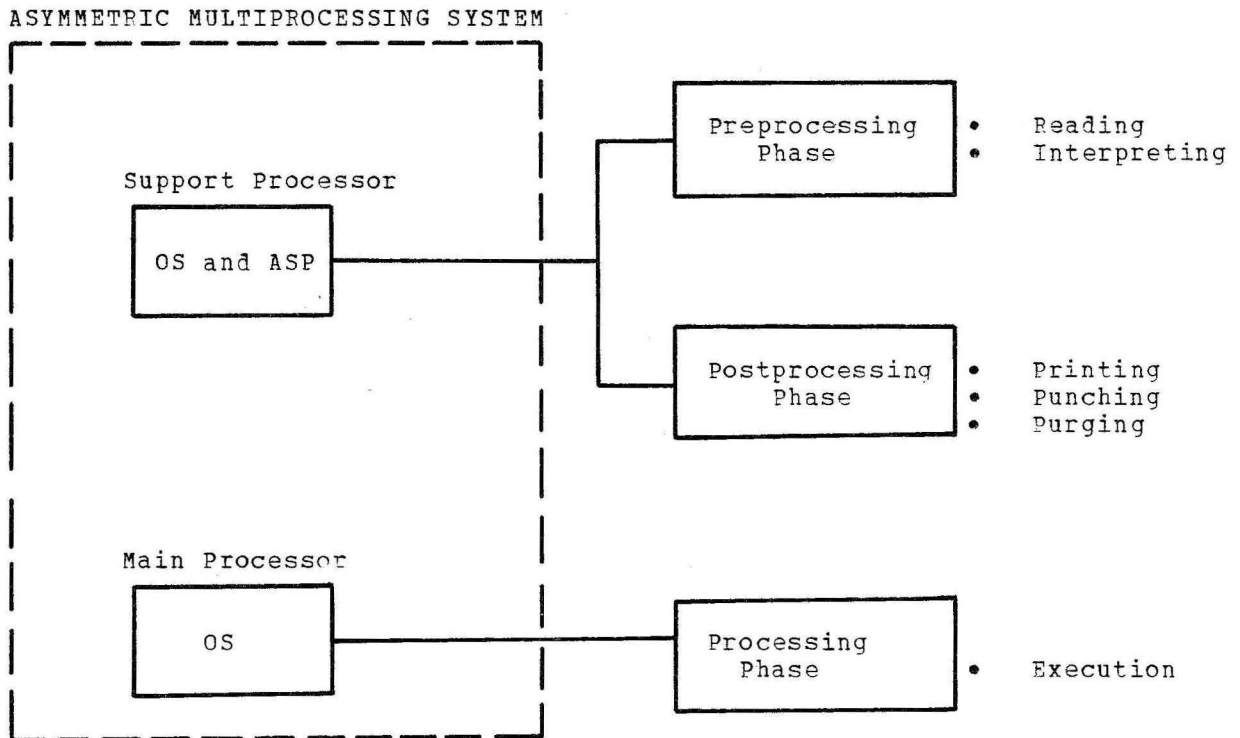 ASYMMETRIC MULTIPROCESSING SYSTEM
Preprocessing
Phase
• Reading
• Interpreting
Support Processor
OS and ASP
Postprocessing
Phase
• Printing
• Punching
• Purging
Main Processor
OS
Processing
Phase
• Execution